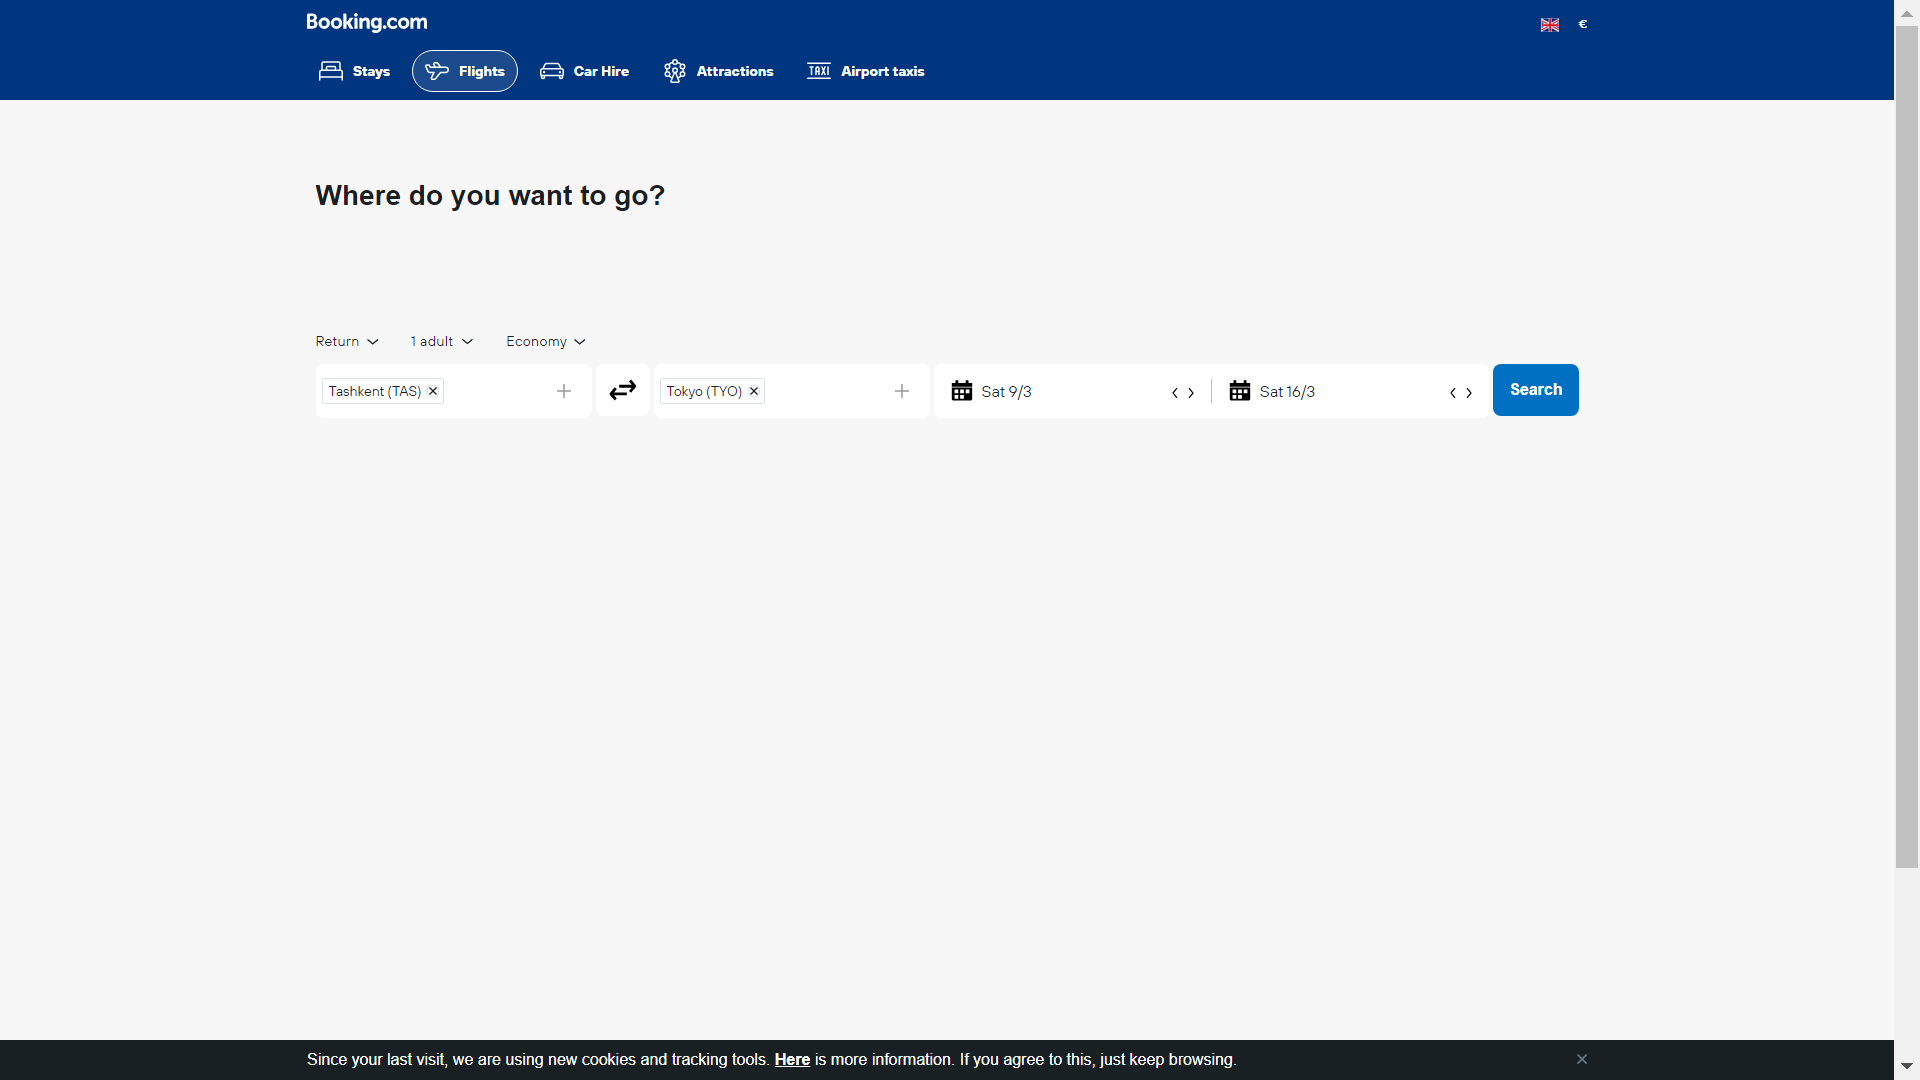 Booking.com
€
Stays
Flights
Car Hire
Attractions
TAXI
Airport taxis
Where do you want to go?
Return
1 adult
Economy
Tashkent (TAS)
Tokyo (TYO)
Sat 9/3
Sat 16/3
Search
Since your last visit, we are using new cookies and tracking tools. Here is more information. If you agree to this, just keep browsing.